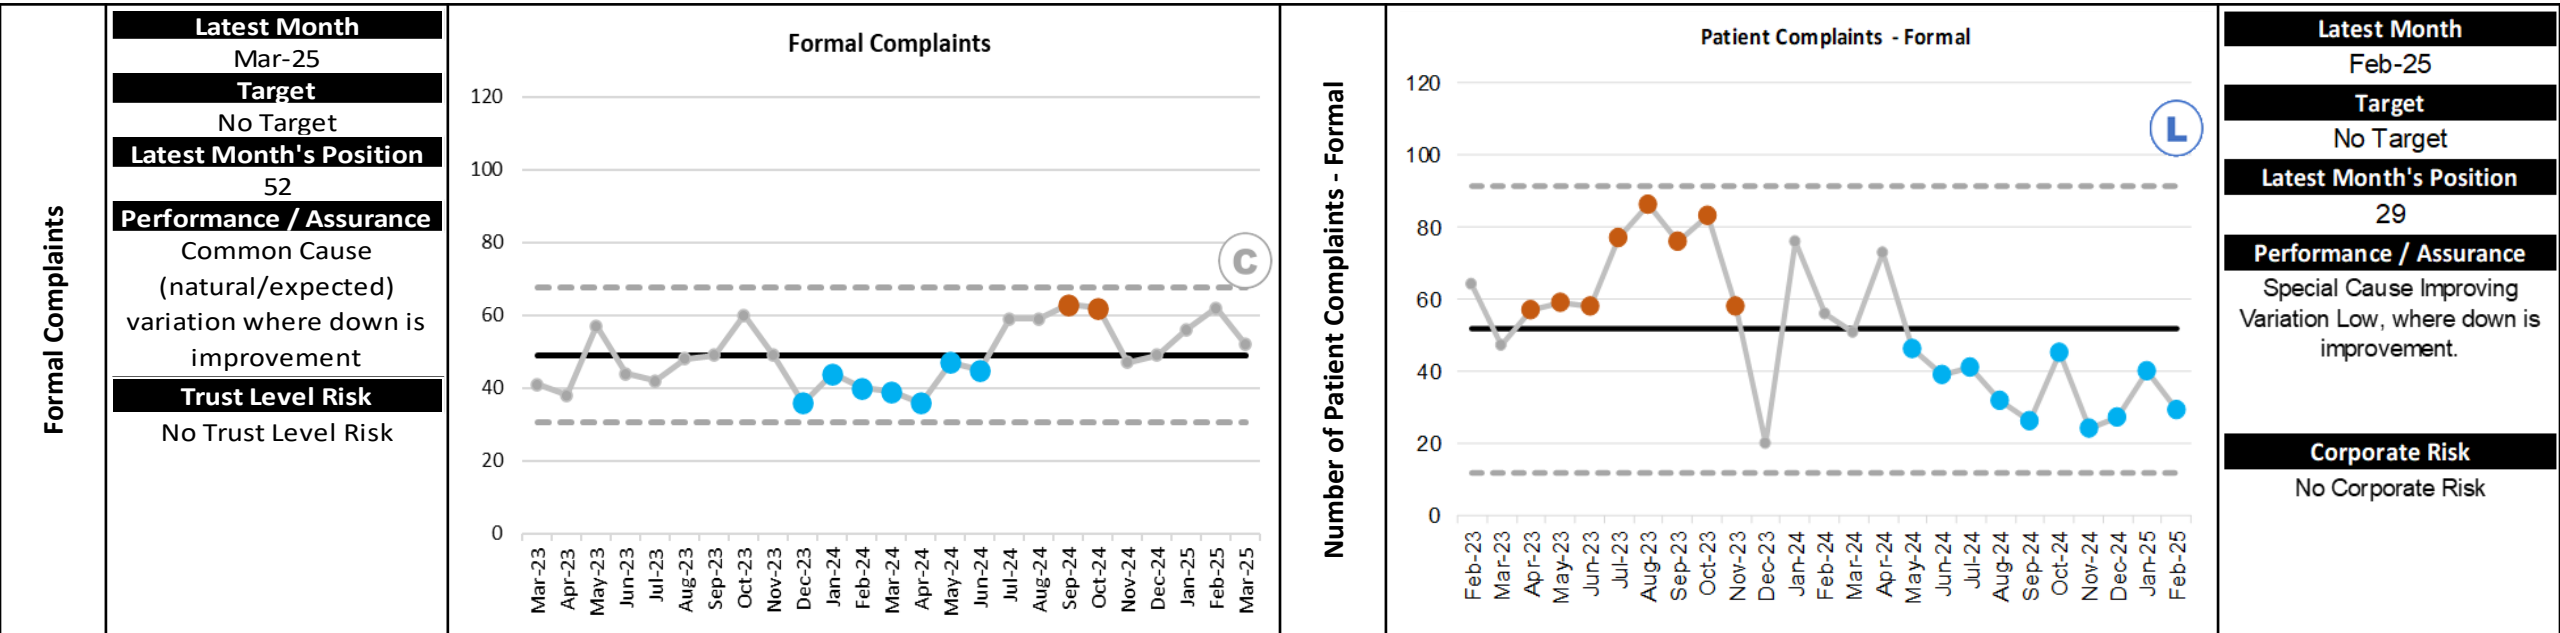 Formal Complaints
Latest Month
Mar-25
Target
No Target
Latest Month's Position
52
Performance / Assurance
Common Cause
(natural/expected)
variation where down is
improvement
Trust Level Risk
No Trust Level Risk
Formal Complaints
120
100
80
60
40
20
0
C
Mar-23
Apr-23
May-23
Jun-23
Jul-23
Aug-23
Sep-23
Oct-23
Nov-23
Dec-23
Jan-24
Feb-24
Mar-24
Apr-24
May-24
Jun-24
Jul-24
Aug-24
Sep-24
Oct-24
Nov-24
Dec-24
Jan-25
Feb-25
Mar-25
Number of Patient Complaints - Formal
Patient Complaints - Formal
120
100
80
60
40
20
0
L
Feb-23
Mar-23
Apr-23
May-23
Jun-23
Jul-23
Aug-23
Sep-23
Oct-23
Nov-23
Dec-23
Jan-24
Feb-24
Mar-24
Apr-24
May-24
Jun-24
Jul-24
Aug-24
Sep-24
Oct-24
Nov-24
Dec-24
Jan-25
Feb-25
Latest Month
Feb-25
Target
No Target
Latest Month's Position
29
Performance / Assurance
Special Cause Improving
Variation Low, where down is
improvement.
Corporate Risk
No Corporate Risk